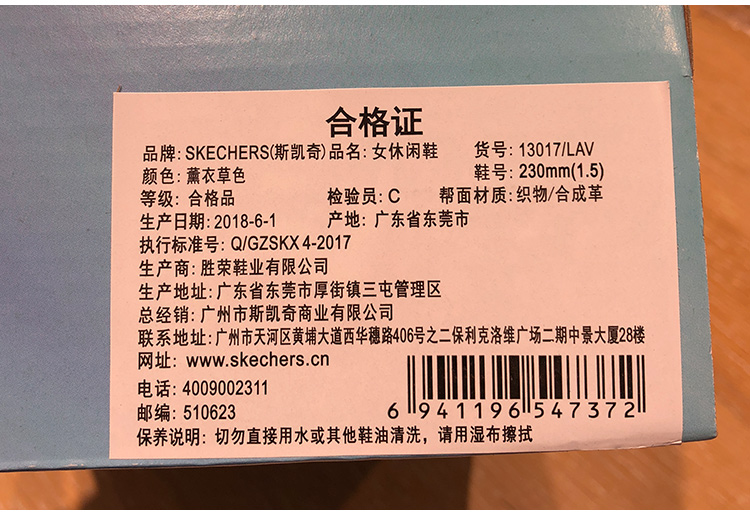 合格证
品牌: SKECHERS(斯凯奇) 品名: 女休闲鞋 货号: 13017/LAV
颜色: 薰衣草色 鞋号: 230mm(1.5)
等级: 合格品 检验员: C 帮面材质: 织物/合成革
生产日期: 2018-6-1 产地: 广东省东莞市
执行标准号: Q/GZSKX 4-2017
生产商: 胜荣鞋业有限公司
生产地址: 广东省东莞市厚街镇三屯管理区
总经销: 广州市斯凯奇商业有限公司
联系地址: 广州市天河区黄埔大道西华穗路406号之二保利克洛维广场二期中景大厦28楼
网址: www.skechers.cn
电话: 4009002311
邮编: 510623
6 941196 547372
保养说明: 切勿直接用水或其他鞋油清洗，请用湿布擦拭